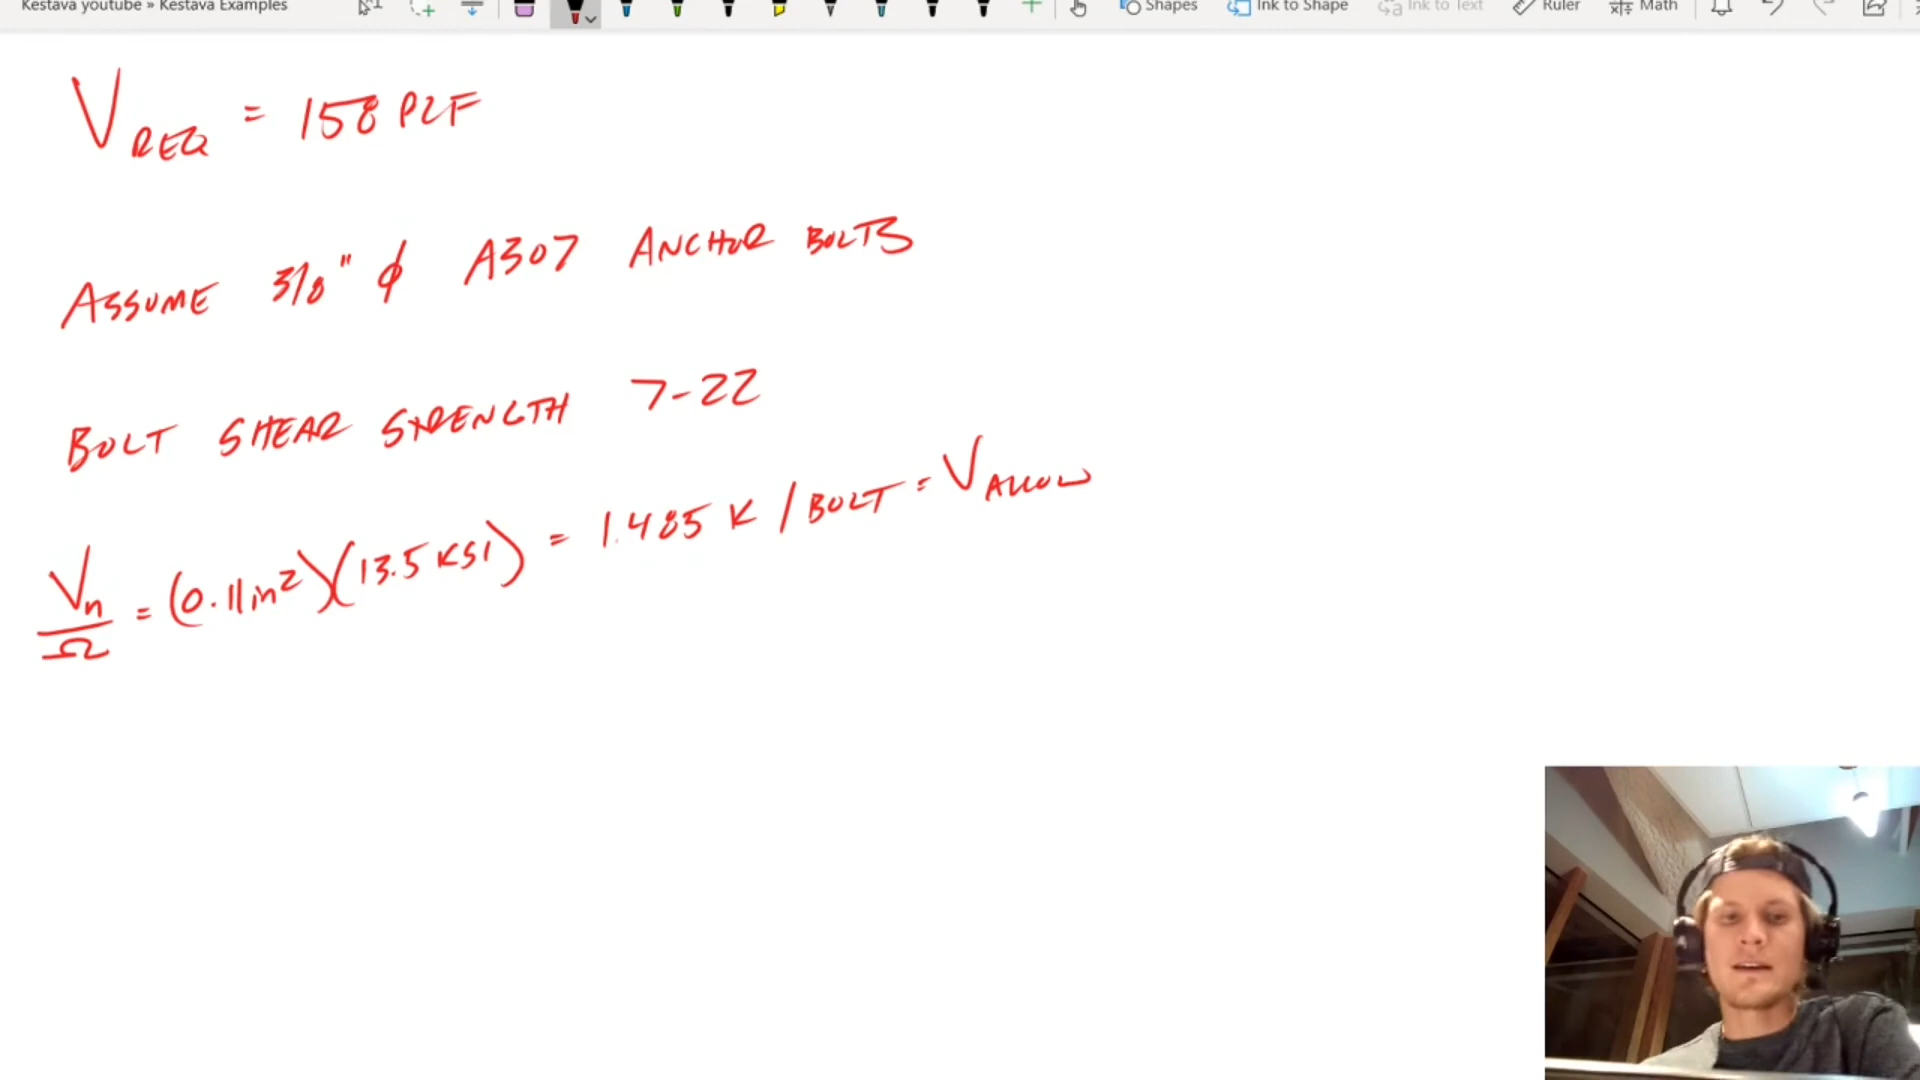 Kestava youtube » Kestava Examples
Shapes
Ink to Shape
Ink to Text
Ruler
Math
V REQ = 158 PLF
ASSUME 3/8" ϕ A307 ANCHOR BOLTS
BOLT SHEAR STRENGTH 7-22
Vn/Ω = (0.11in²)(13.5 KSI) = 1.485 K / BOLT = V ALLOW